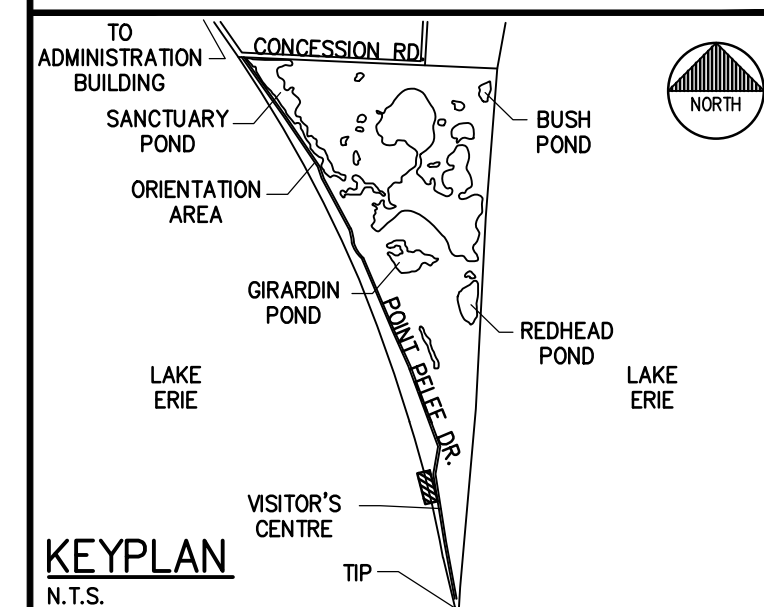 TO
ADMINISTRATION
BUILDING
CONCESSION RD.
NORTH
SANCTUARY
POND
BUSH
POND
ORIENTATION
AREA
GIRARDIN
POND
POINT PELEE DR.
REDHEAD
POND
LAKE
ERIE
LAKE
ERIE
VISITOR'S
CENTRE
KEYPLAN
N.T.S.
TIP